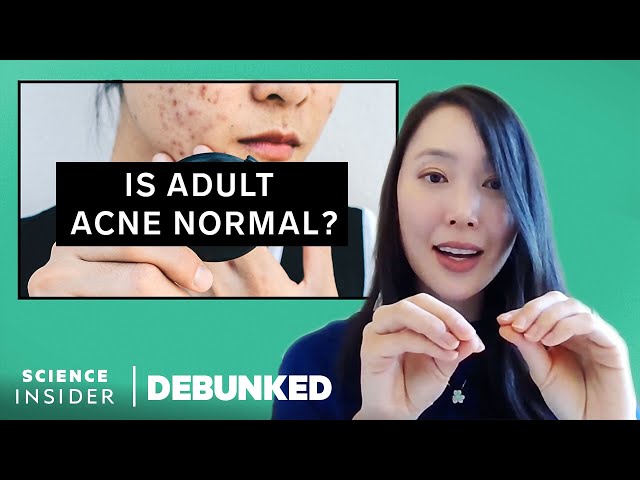 IS ADULT
ACNE NORMAL?
SCIENCE
INSIDER
DEBUNKED